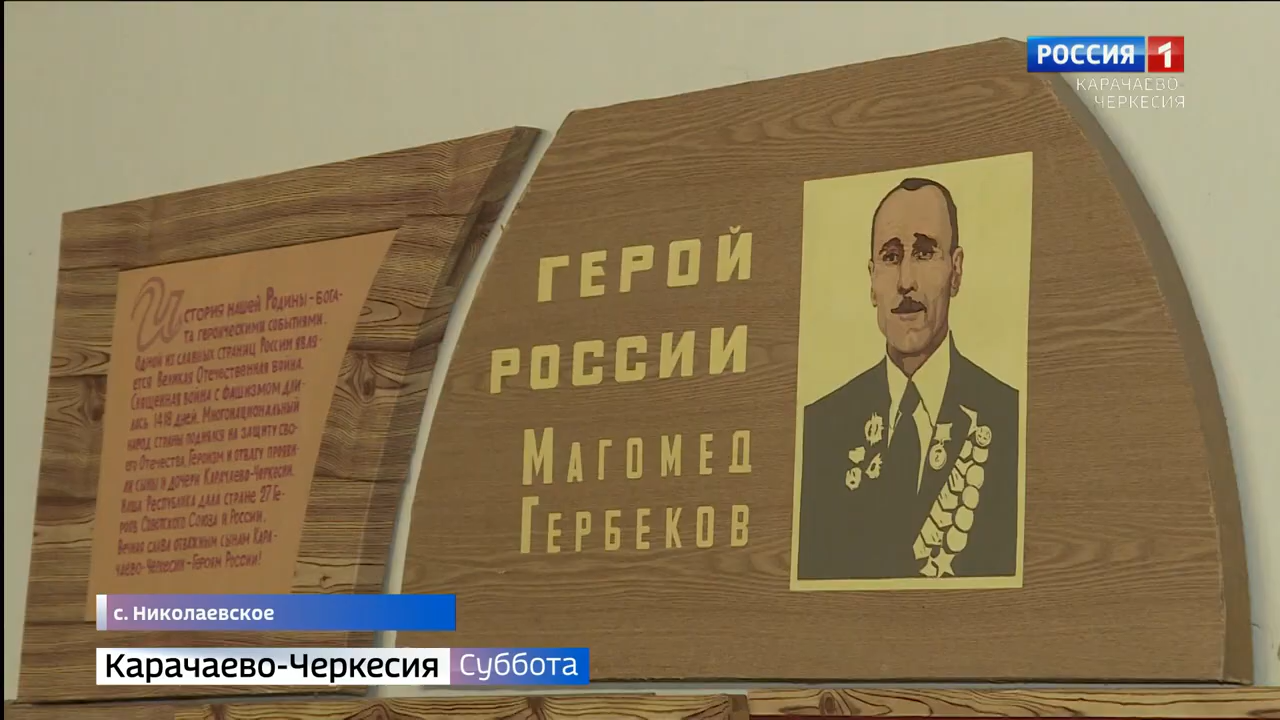 РОССИЯ 1
КАРАЧАЕВО-
ЧЕРКЕСИЯ
История нашей Родины – бога-
та героическими событиями.
Одной из славных страниц России явля-
ется Великая Отечественная война.
Священная война с фашизмом дли-
лась 1418 дней. Многонациональный
народ страны поднялся на защиту сво-
его Отечества. Героизм и отвагу прояви-
ли сыны и дочери Карачаево-Черкесии.
Наша Республика дала стране 27 Ге-
роев Советского Союза и России.
Вечная слава отважным сынам Кара-
чаево-Черкесии – Героям России!
ГЕРОЙ
РОССИИ
МАГОМЕД
ГЕРБЕКОВ
с. Николаевское
Карачаево-Черкесия Суббота